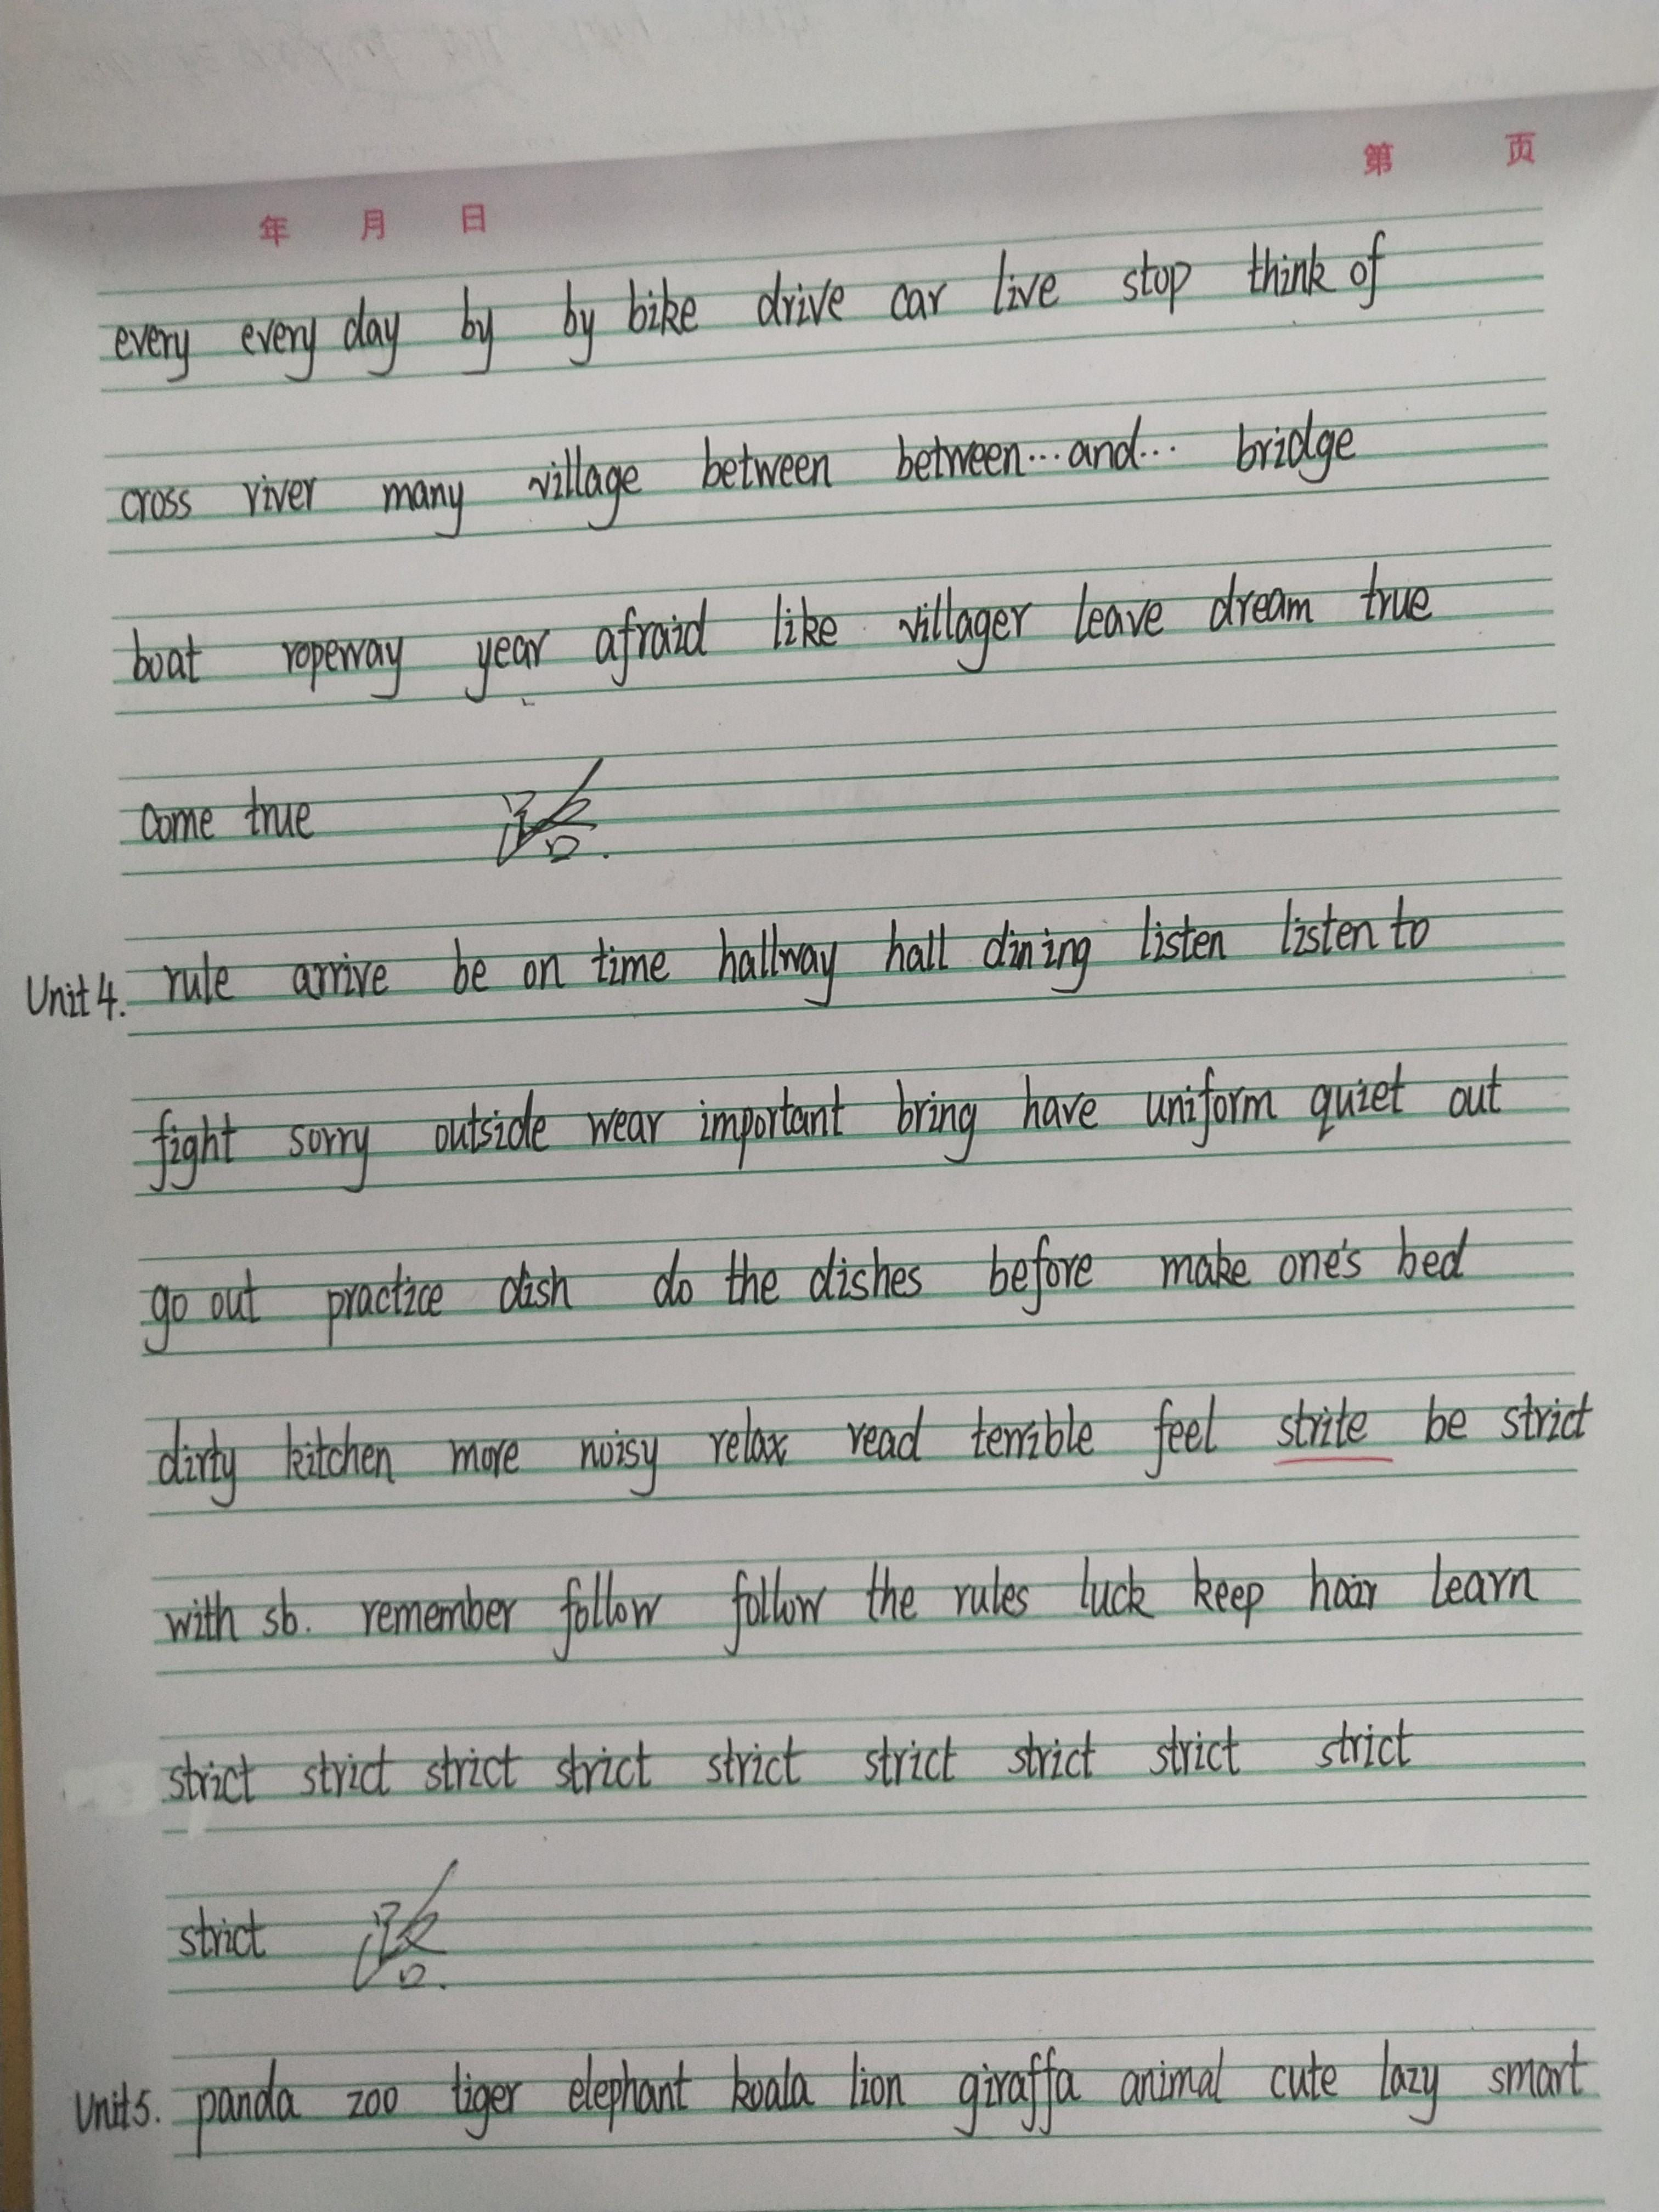 第 页
年 月 日
every every day by by bike drive car live stop think of
cross river many village between between...and... bridge
boat ropeway year afraid like villager leave dream true
come true
Unit 4. rule arrive be on time hallway hall dining listen listen to
fight sorry outside wear important bring have uniform quiet out
go out practice dish do the dishes before make one's bed
dirty kitchen more noisy relax read terrible feel strite be strict
with sb. remember follow follow the rules luck keep hair learn
strict strict strict strict strict strict strict strict strict
strict
Unit 5. panda zoo tiger elephant koala lion giraffa animal cute lazy smart